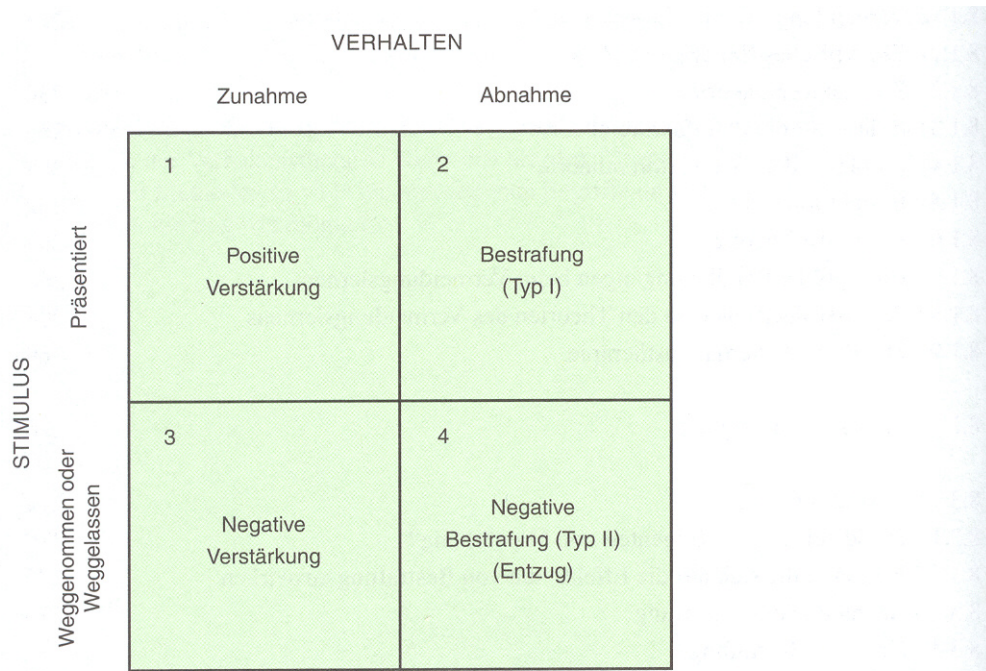 VERHALTEN
Zunahme
Abnahme
STIMULUS
Präsentiert
1
Positive
Verstärkung
2
Bestrafung
(Typ I)
Weggenommen oder
Weggelassen
3
Negative
Verstärkung
4
Negative
Bestrafung (Typ II)
(Entzug)